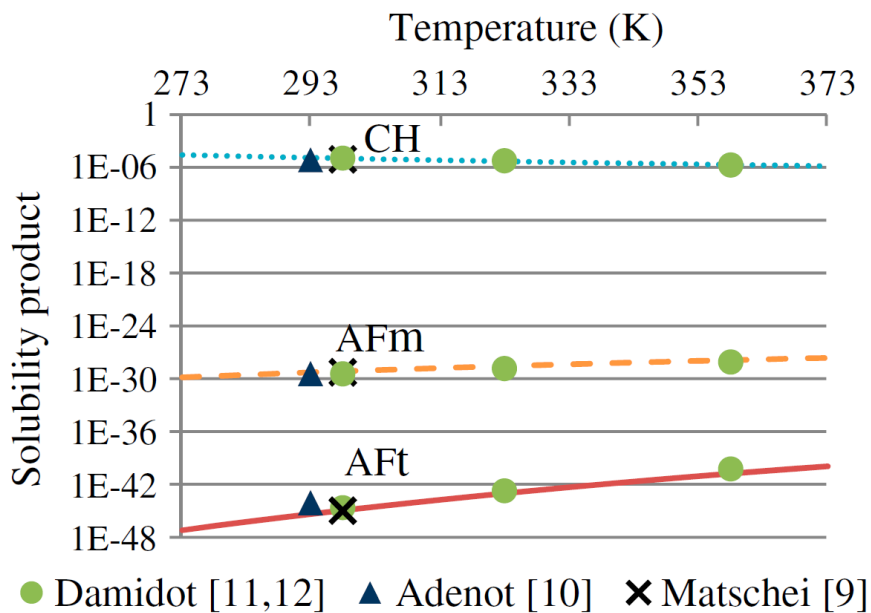 Temperature (K)
273 293 313 333 353 373
Solubility product
1
1E-06
1E-12
1E-18
1E-24
1E-30
1E-36
1E-42
1E-48
CH
AFm
AFt
Damidot [11,12] Adenot [10] Matschei [9]